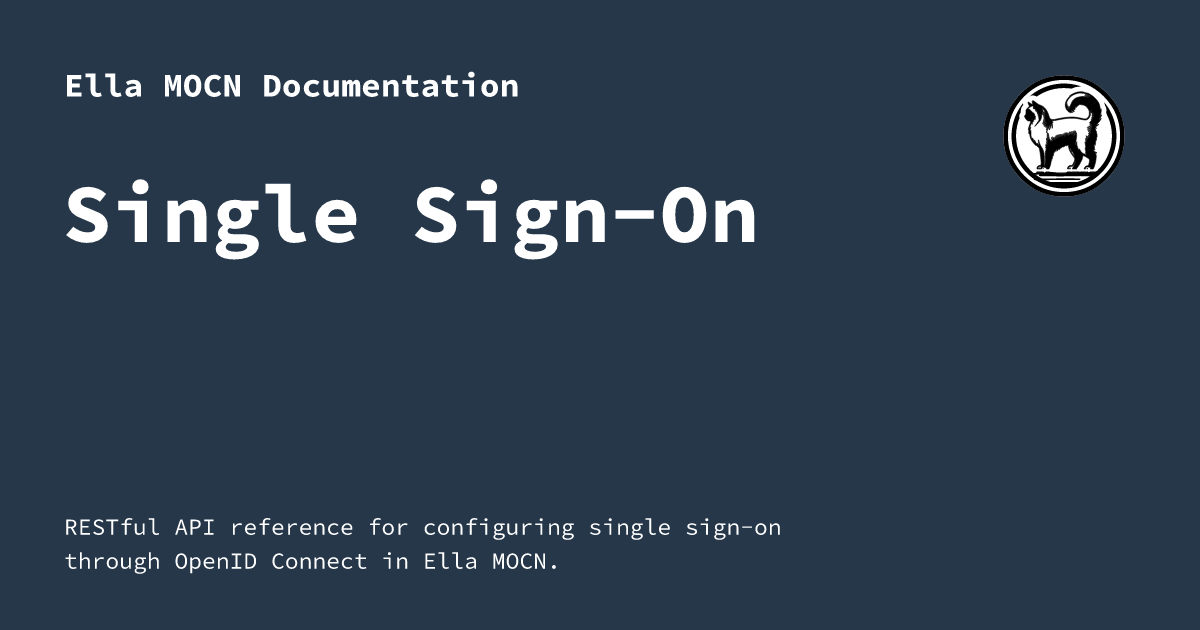 Ella MOCN Documentation
Single Sign-On
RESTful API reference for configuring single sign-on
through OpenID Connect in Ella MOCN.